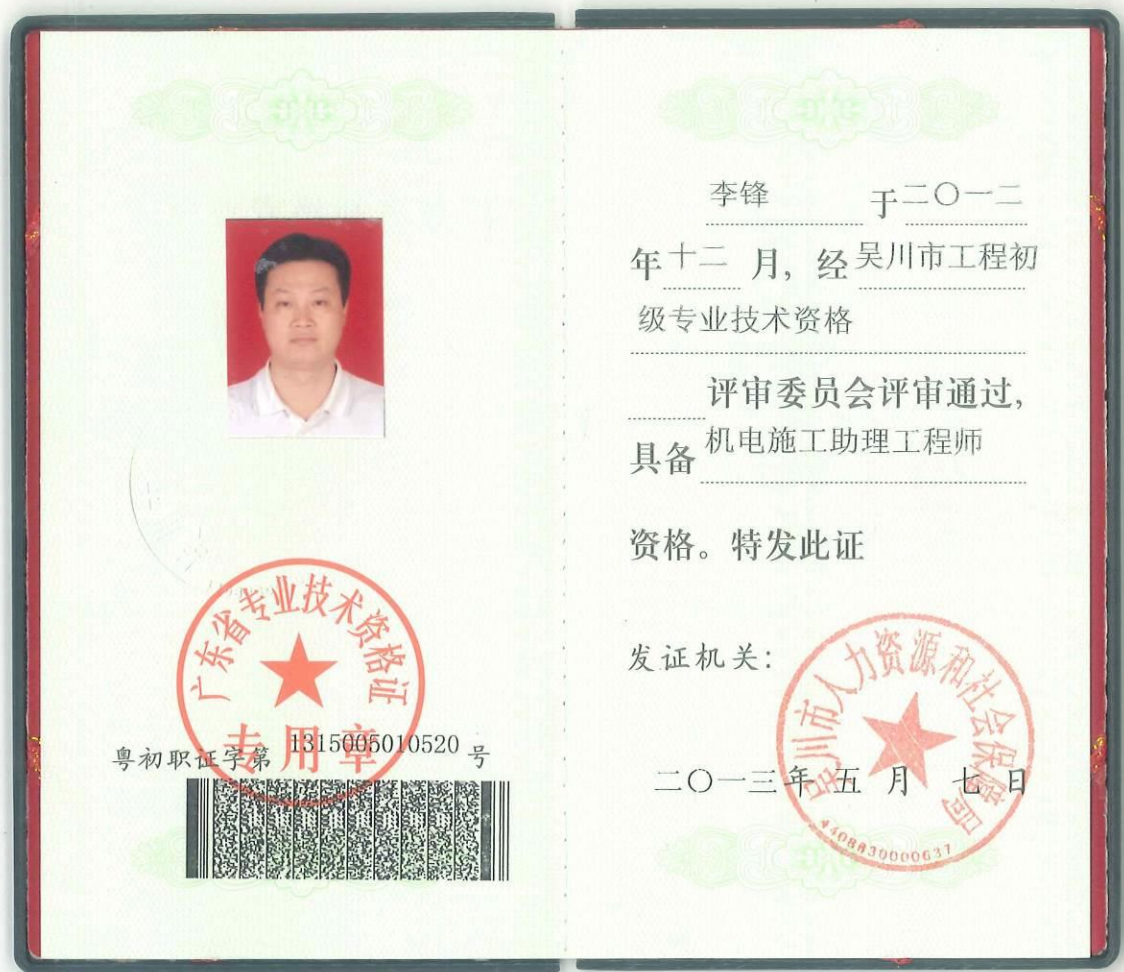 广东省专业技术资格证
专用章
粤初职证字第 1315005010520 号
李锋 于二〇一二
年十二月，经吴川市工程初
级专业技术资格
评审委员会评审通过，
具备机电施工助理工程师
资格。特发此证
发证机关：
吴川市人力资源和社会保障局
二〇一三年五月七日
4408830000637